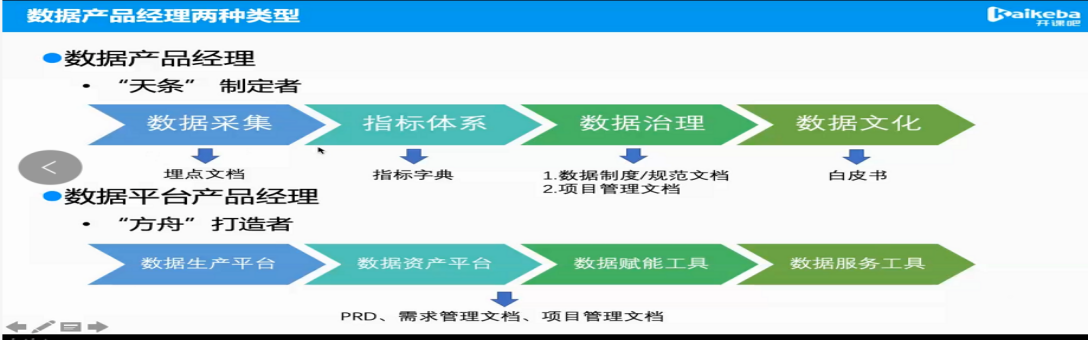 数据产品经理两种类型
Kaikeba
开课吧
数据产品经理
“天条” 制定者
数据采集
指标体系
数据治理
数据文化
埋点文档
指标字典
1.数据制度/规范文档
2.项目管理文档
白皮书
数据平台产品经理
“方舟”打造者
数据生产平台
数据资产平台
数据赋能工具
数据服务工具
PRD、需求管理文档、项目管理文档